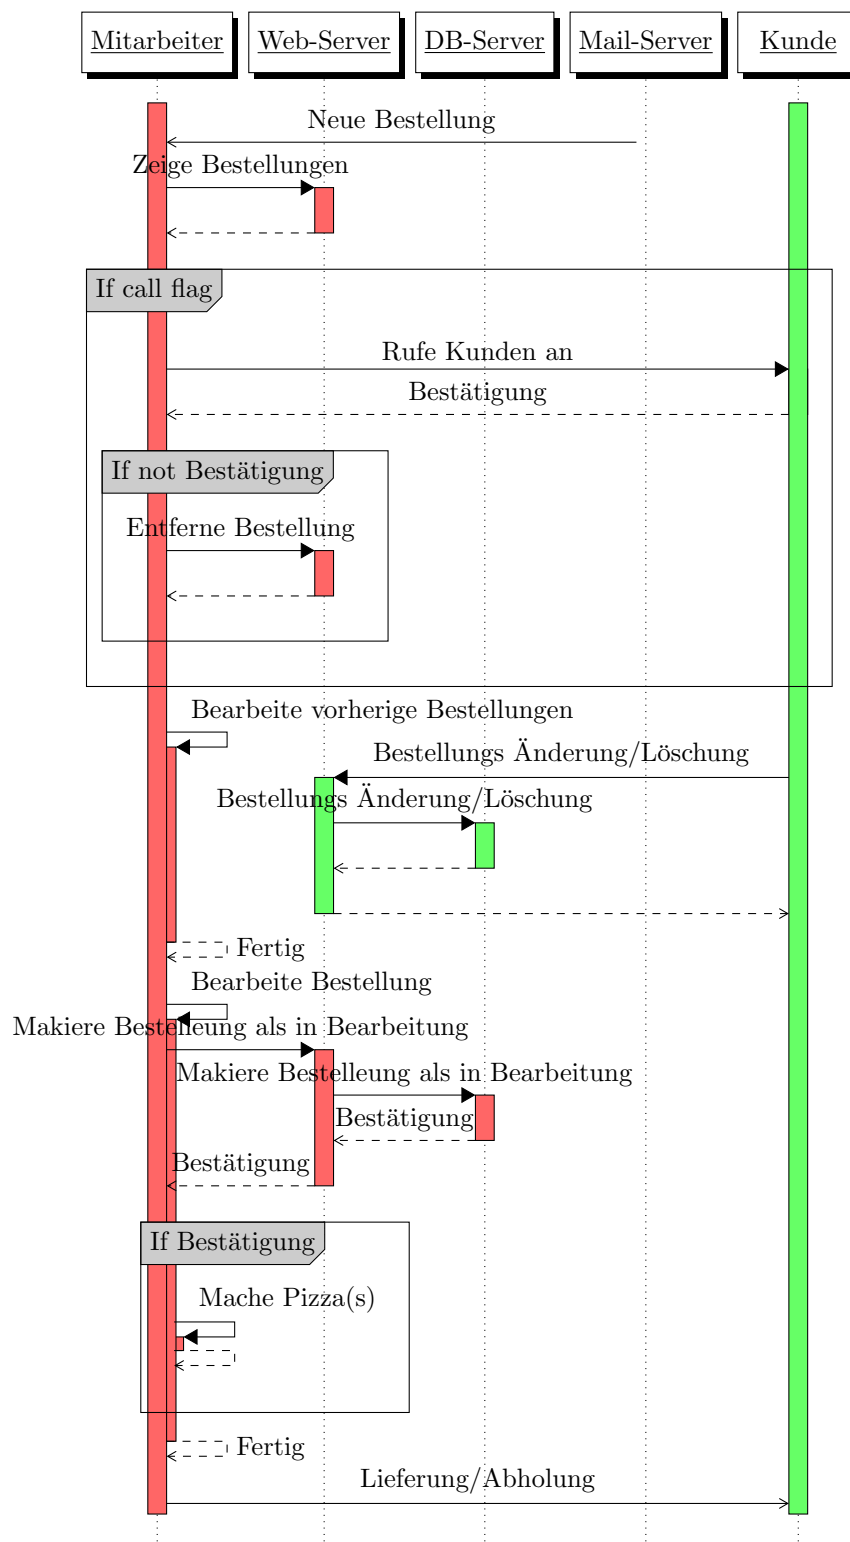 Mitarbeiter
Web-Server
DB-Server
Mail-Server
Kunde
Neue Bestellung
Zeige Bestellungen
If call flag
Rufe Kunden an
Bestätigung
If not Bestätigung
Entferne Bestellung
Bearbeite vorherige Bestellungen
Bestellungs Änderung/Löschung
Bestellungs Änderung/Löschung
Fertig
Bearbeite Bestellung
Makiere Bestelleung als in Bearbeitung
Makiere Bestelleung als in Bearbeitung
Bestätigung
Bestätigung
If Bestätigung
Mache Pizza(s)
Fertig
Lieferung/Abholung